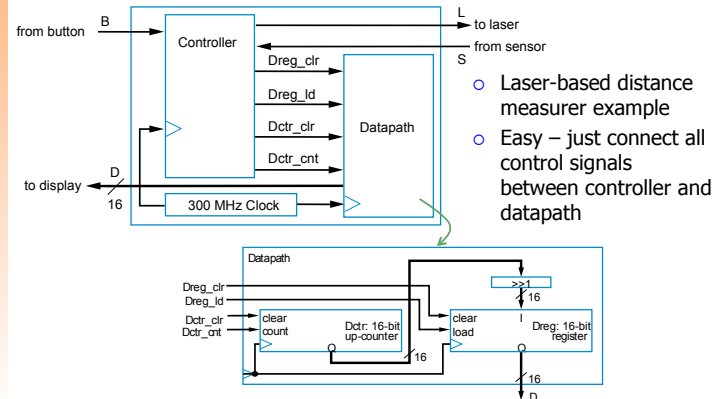 B
L
to laser
from button
Controller
from sensor
S
Dreg_clr
Dreg_ld
Dctr_clr
Dctr_cnt
Datapath
D
to display
16
300 MHz Clock
o Laser-based distance
measurer example
o Easy – just connect all
control signals
between controller and
datapath
Datapath
>>1
16
Dreg_clr
Dreg_ld
Dctr_clr
Dctr_cnt
clear
count
Dctr: 16-bit
up-counter
Q
16
clear
load
I
Dreg: 16-bit
register
Q
16
D